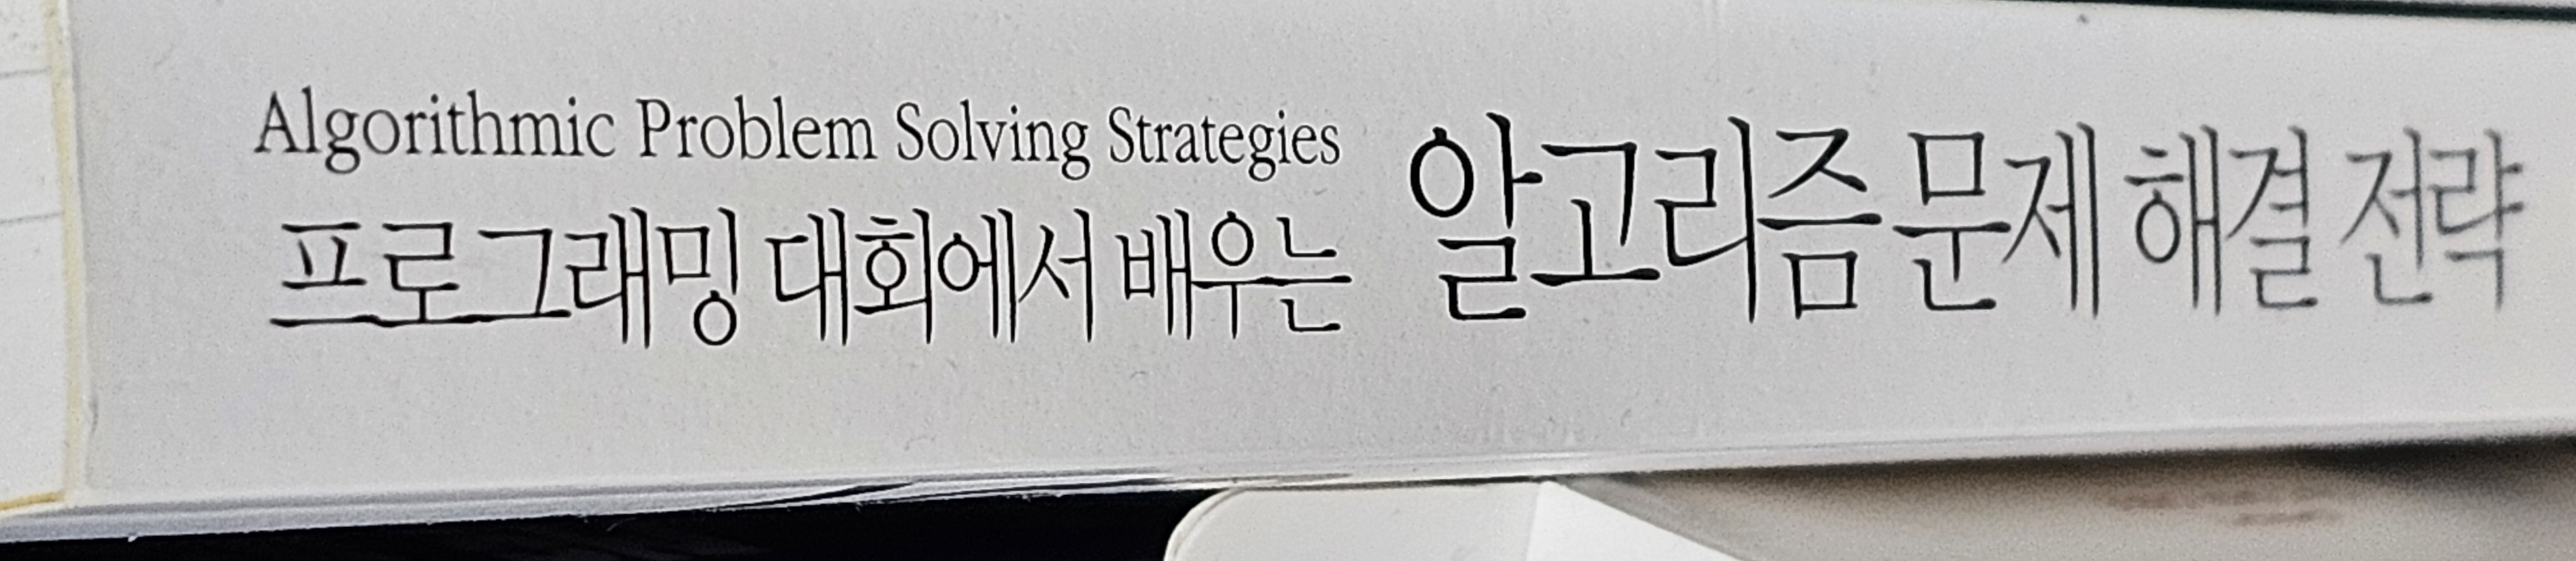 Algorithmic Problem Solving Strategies
프로그래밍 대회에서 배우는
알고리즘 문제 해결 전략